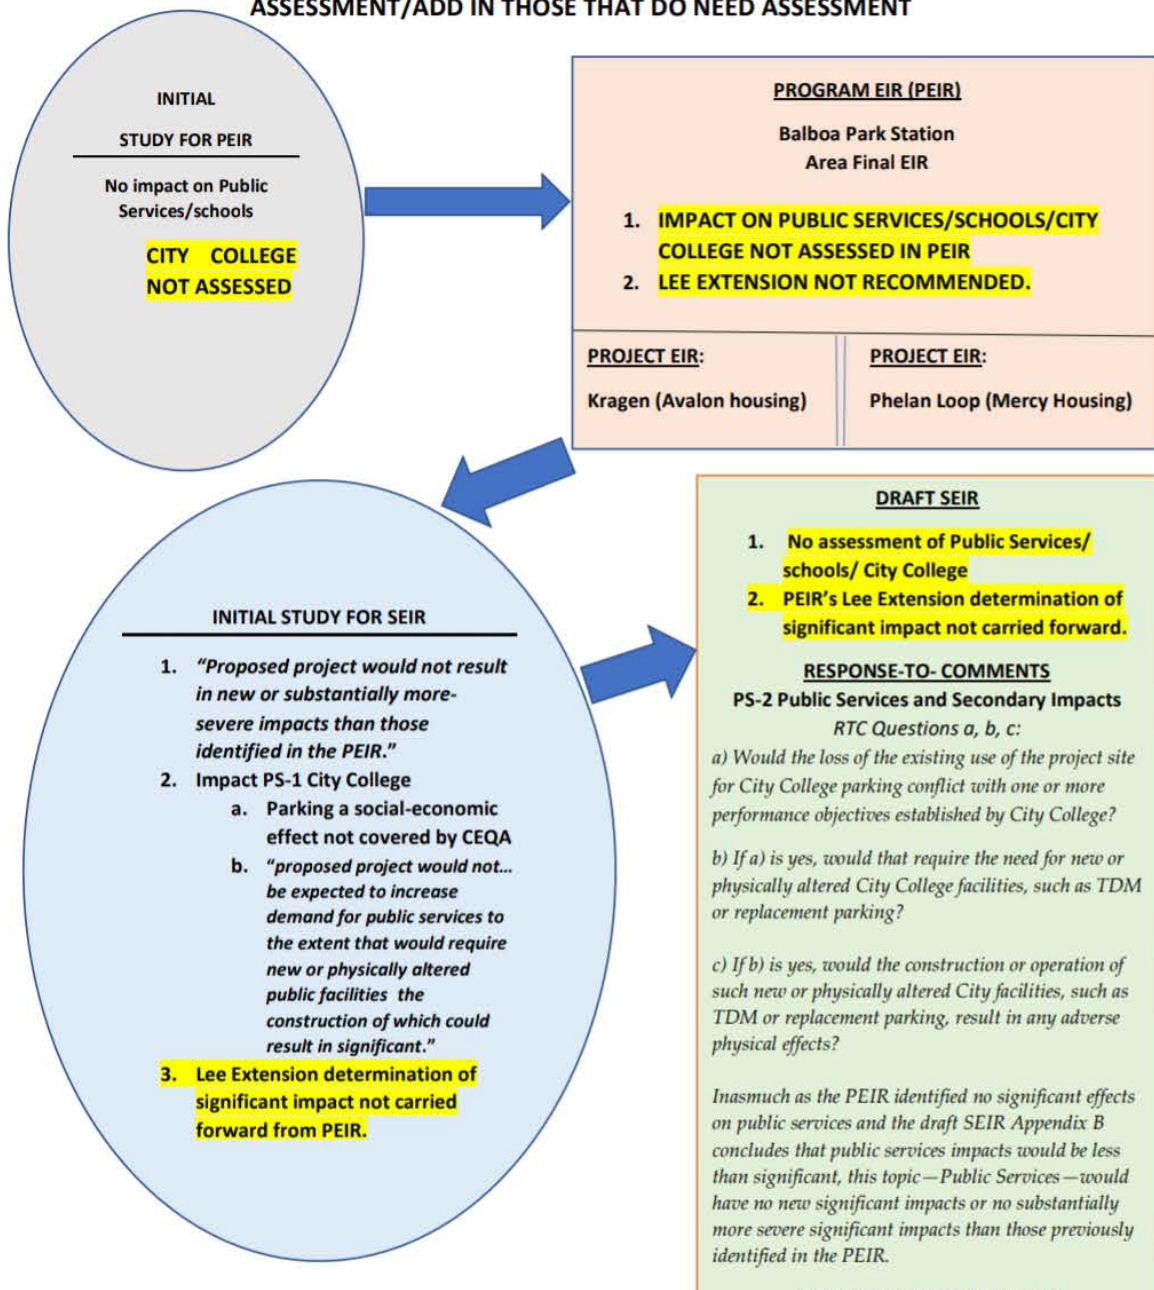 ASSESSMENT/ADD IN THOSE THAT DO NEED ASSESSMENT
INITIAL
STUDY FOR PEIR
No impact on Public
Services/schools
CITY COLLEGE
NOT ASSESSED
PROGRAM EIR (PEIR)
Balboa Park Station
Area Final EIR
1. IMPACT ON PUBLIC SERVICES/SCHOOLS/CITY
COLLEGE NOT ASSESSED IN PEIR
2. LEE EXTENSION NOT RECOMMENDED.
PROJECT EIR:
Kragen (Avalon housing)
PROJECT EIR:
Phelan Loop (Mercy Housing)
INITIAL STUDY FOR SEIR
1. “Proposed project would not result
in new or substantially more-
severe impacts than those
identified in the PEIR.”
2. Impact PS-1 City College
a. Parking a social-economic
effect not covered by CEQA
b. “proposed project would not…
be expected to increase
demand for public services to
the extent that would require
new or physically altered
public facilities the
construction of which could
result in significant.”
3. Lee Extension determination of
significant impact not carried
forward from PEIR.
DRAFT SEIR
1. No assessment of Public Services/
schools/ City College
2. PEIR’s Lee Extension determination of
significant impact not carried forward.
RESPONSE-TO- COMMENTS
PS-2 Public Services and Secondary Impacts
RTC Questions a, b, c:
a) Would the loss of the existing use of the project site
for City College parking conflict with one or more
performance objectives established by City College?
b) If a) is yes, would that require the need for new or
physically altered City College facilities, such as TDM
or replacement parking?
c) If b) is yes, would the construction or operation of
such new or physically altered City facilities, such as
TDM or replacement parking, result in any adverse
physical effects?
Inasmuch as the PEIR identified no significant effects
on public services and the draft SEIR Appendix B
concludes that public services impacts would be less
than significant, this topic—Public Services—would
have no new significant impacts or no substantially
more severe significant impacts than those previously
identified in the PEIR.